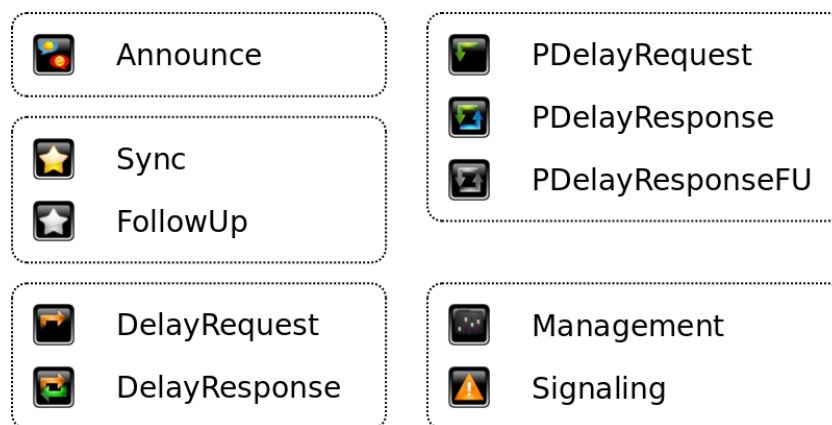 Announce
Sync
FollowUp
DelayRequest
DelayResponse
PDelayRequest
PDelayResponse
PDelayResponseFU
Management
Signaling